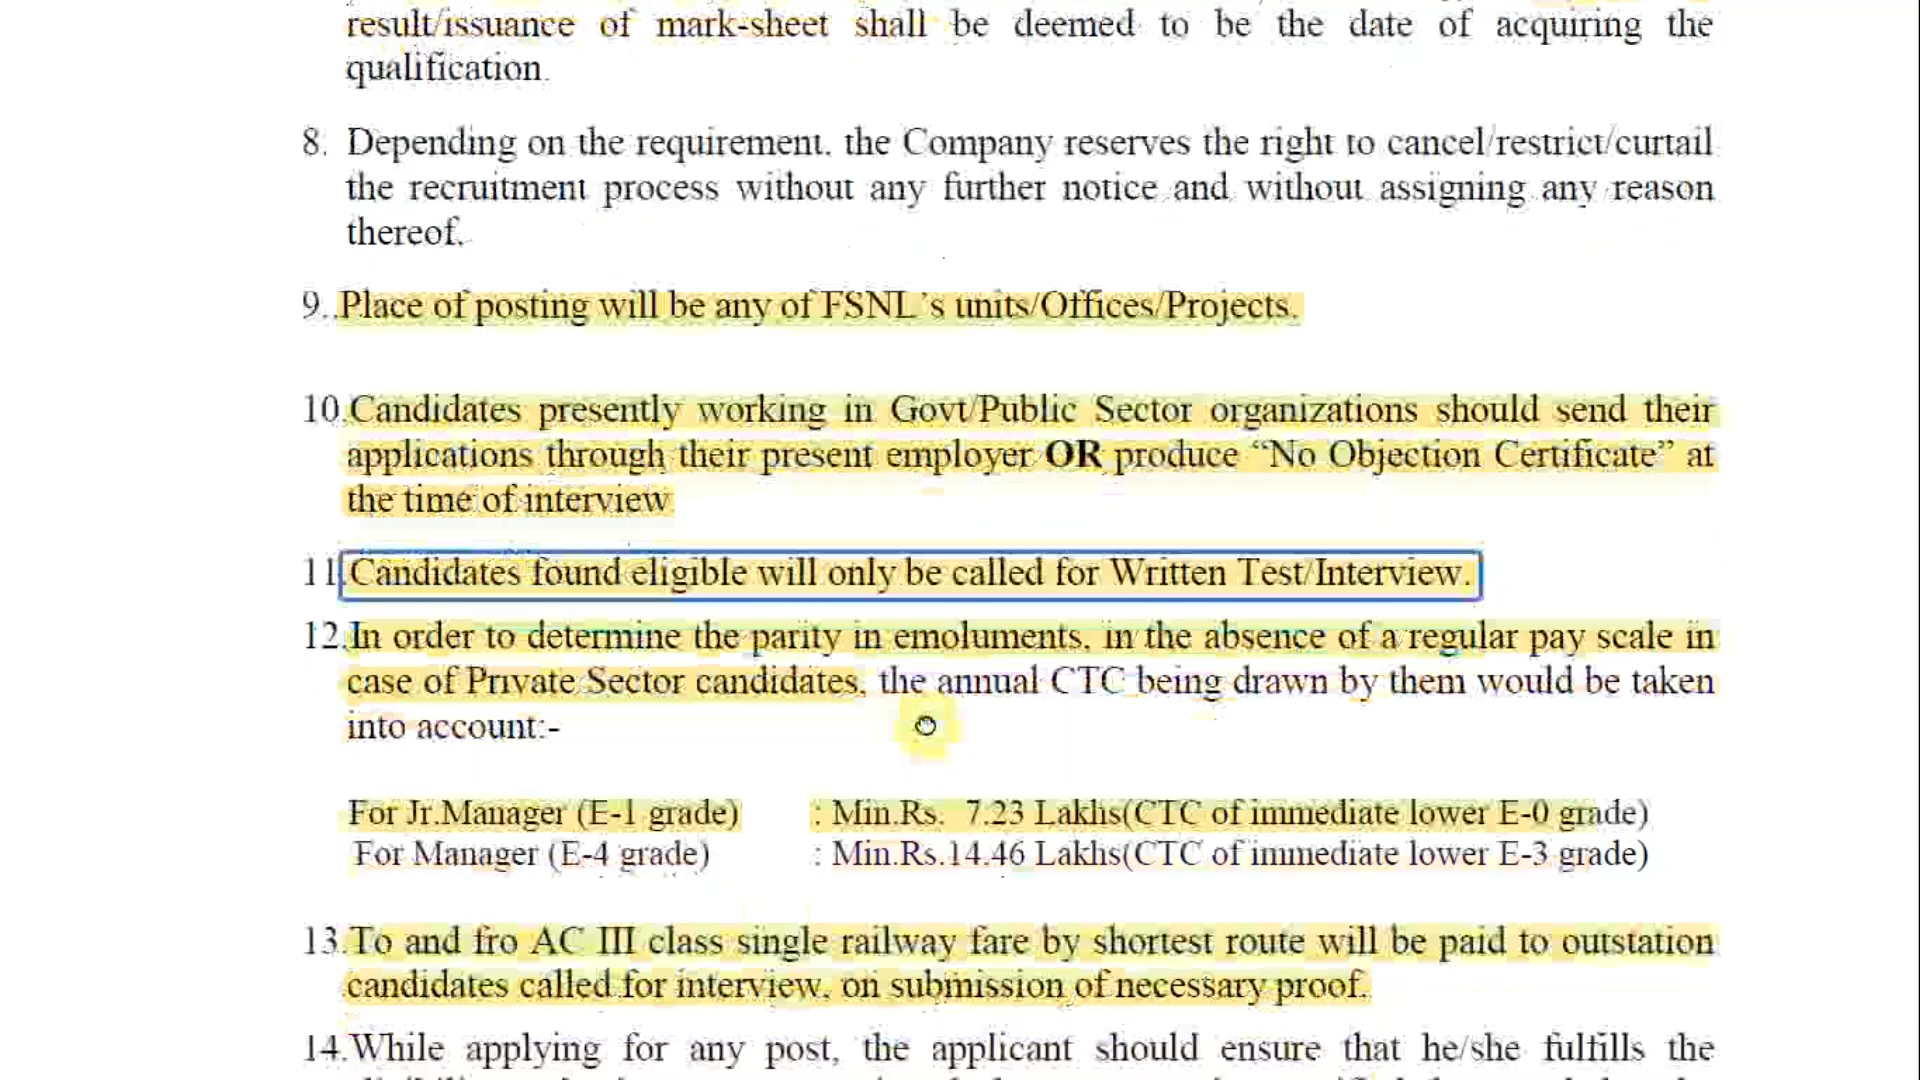 result/issuance of mark-sheet shall be deemed to be the date of acquiring the
qualification.
8. Depending on the requirement, the Company reserves the right to cancel/restrict/curtail
the recruitment process without any further notice and without assigning any reason
thereof.
9. Place of posting will be any of FSNL's units/Offices/Projects.
10. Candidates presently working in Govt/Public Sector organizations should send their
applications through their present employer OR produce “No Objection Certificate” at
the time of interview
11. Candidates found eligible will only be called for Written Test/Interview.
12. In order to determine the parity in emoluments, in the absence of a regular pay scale in
case of Private Sector candidates, the annual CTC being drawn by them would be taken
into account:-
For Jr.Manager (E-1 grade) : Min.Rs. 7.23 Lakhs(CTC of immediate lower E-0 grade)
For Manager (E-4 grade) : Min.Rs.14.46 Lakhs(CTC of immediate lower E-3 grade)
13. To and fro AC III class single railway fare by shortest route will be paid to outstation
candidates called for interview, on submission of necessary proof.
14. While applying for any post, the applicant should ensure that he/she fulfills the